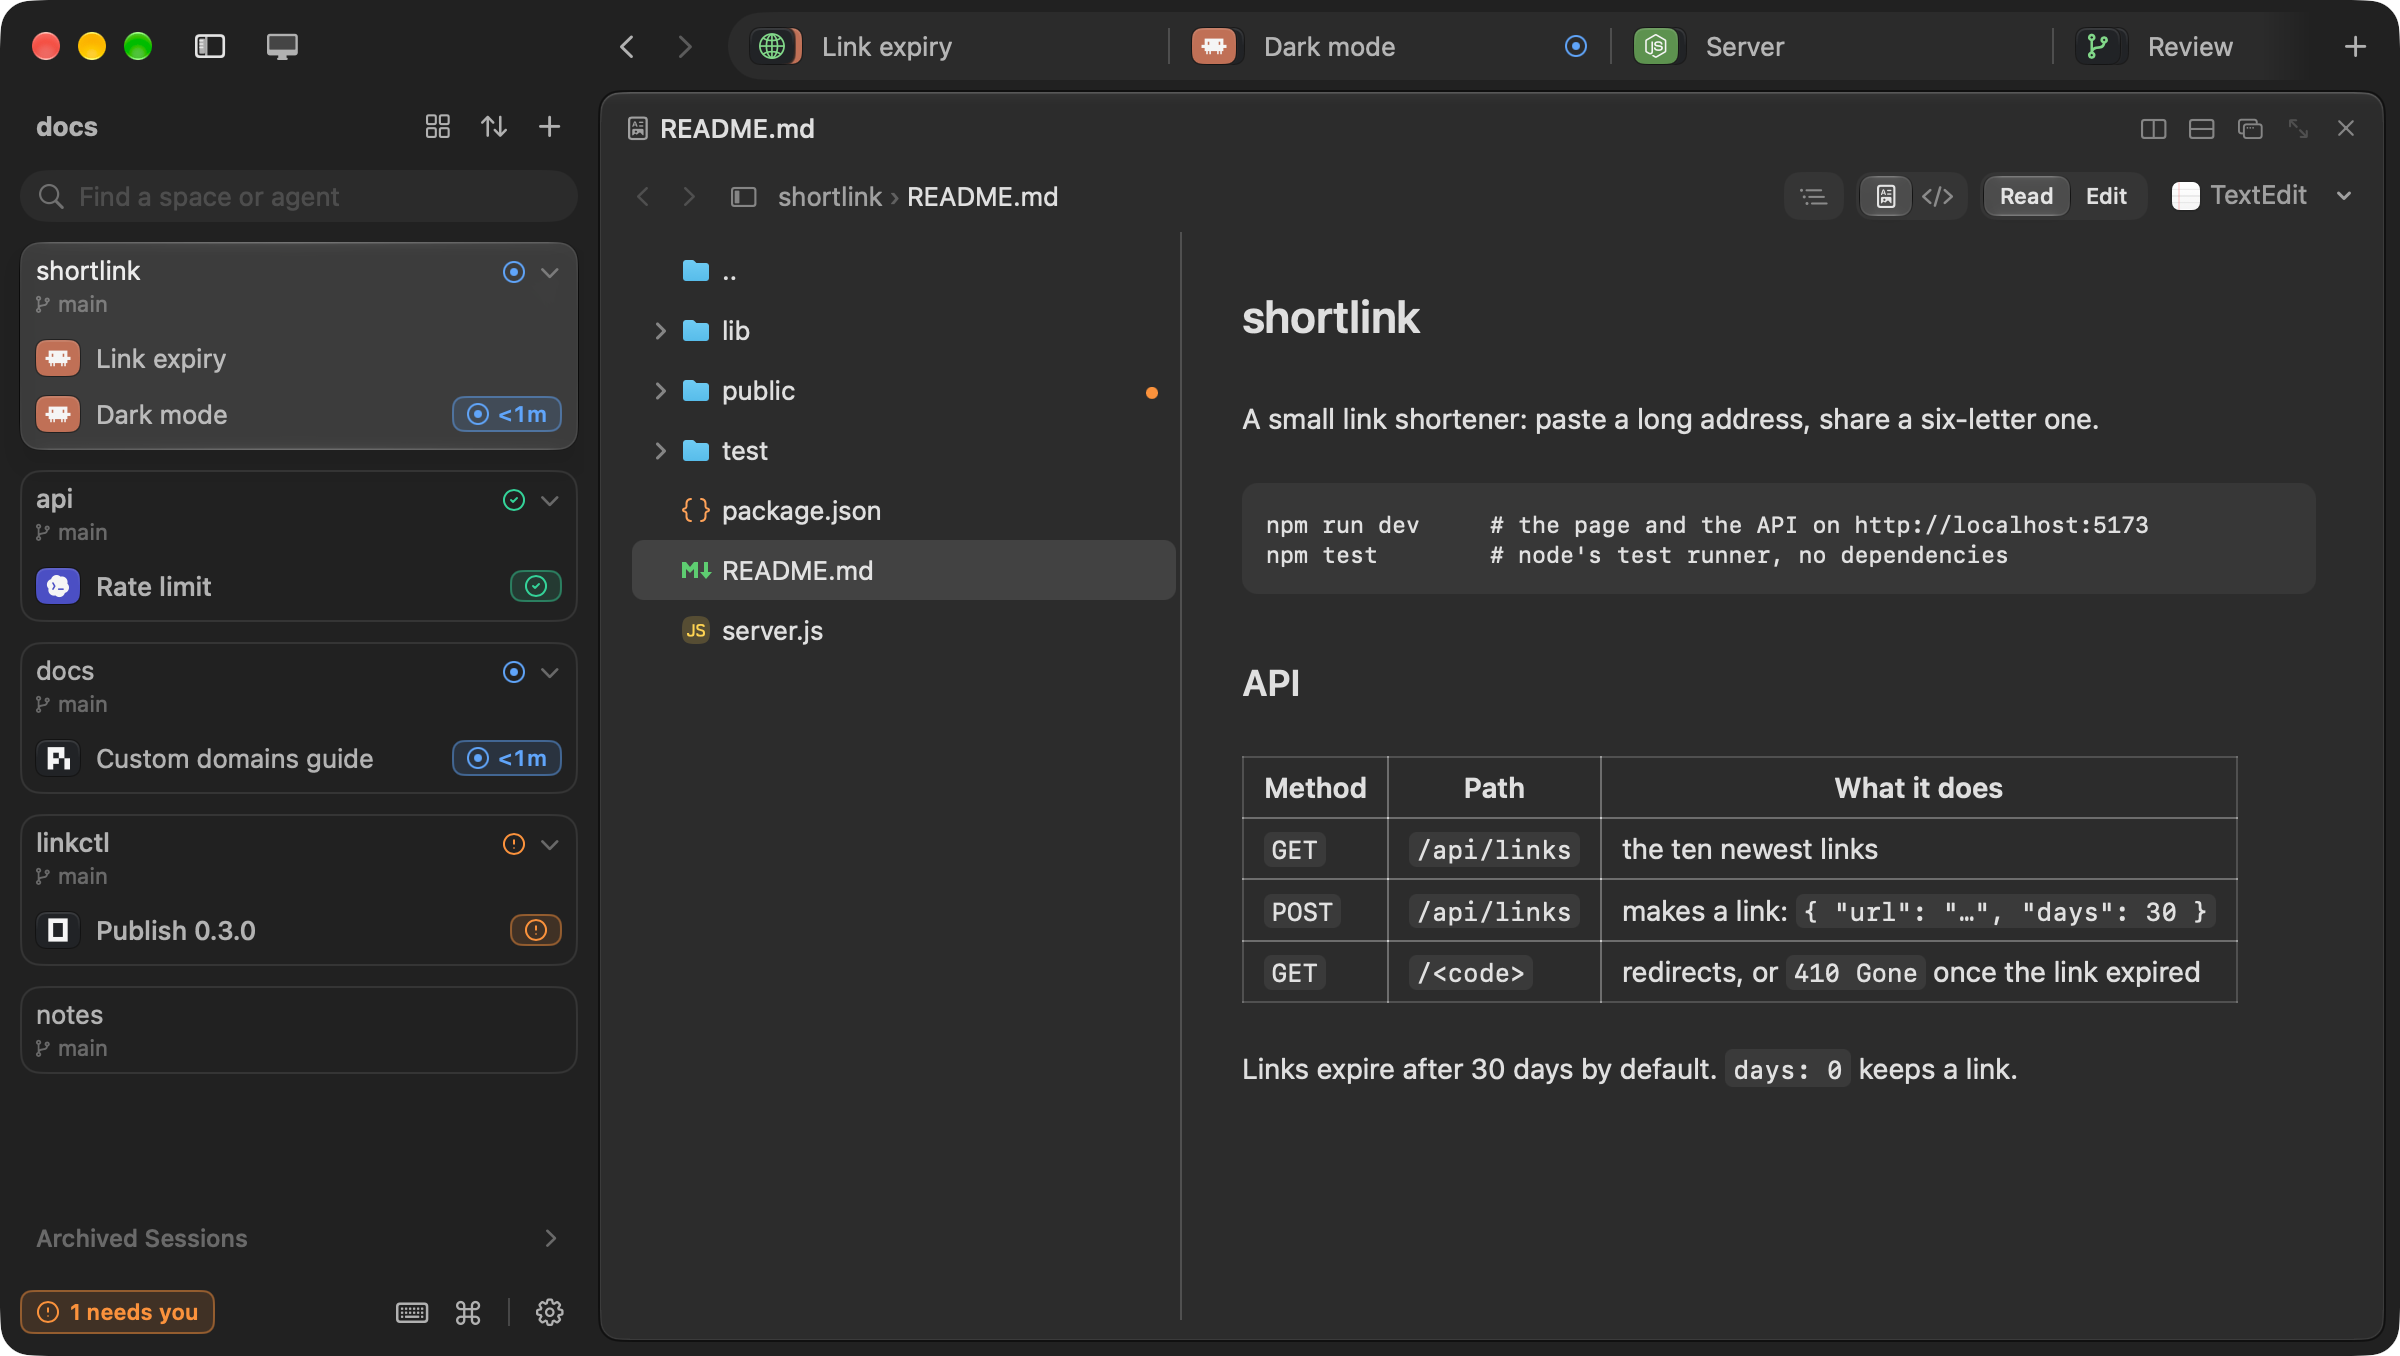 Link expiry
Dark mode
Server
Review
docs
Find a space or agent
shortlink
main
Link expiry
Dark mode
<1m
api
main
Rate limit
docs
main
Custom domains guide
<1m
linkctl
main
Publish 0.3.0
notes
main
Archived Sessions
1 needs you
README.md
shortlink › README.md
Read
Edit
TextEdit
..
lib
public
test
{ } package.json
M↓ README.md
JS server.js
shortlink
A small link shortener: paste a long address, share a six-letter one.
npm run dev # the page and the API on http://localhost:5173
npm test # node's test runner, no dependencies
API
Method Path What it does
GET /api/links the ten newest links
POST /api/links makes a link: { "url": "…", "days": 30 }
GET /<code> redirects, or 410 Gone once the link expired
Links expire after 30 days by default. days: 0 keeps a link.